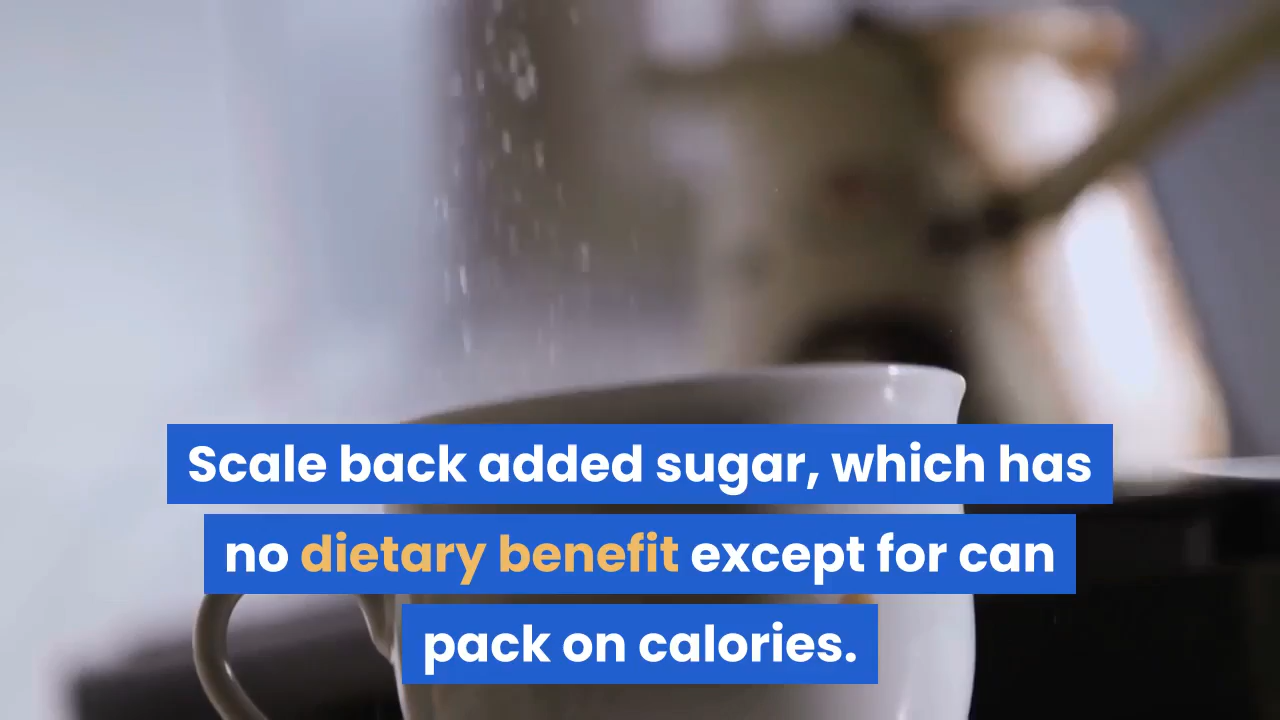 Scale back added sugar, which has
no dietary benefit except for can
pack on calories.